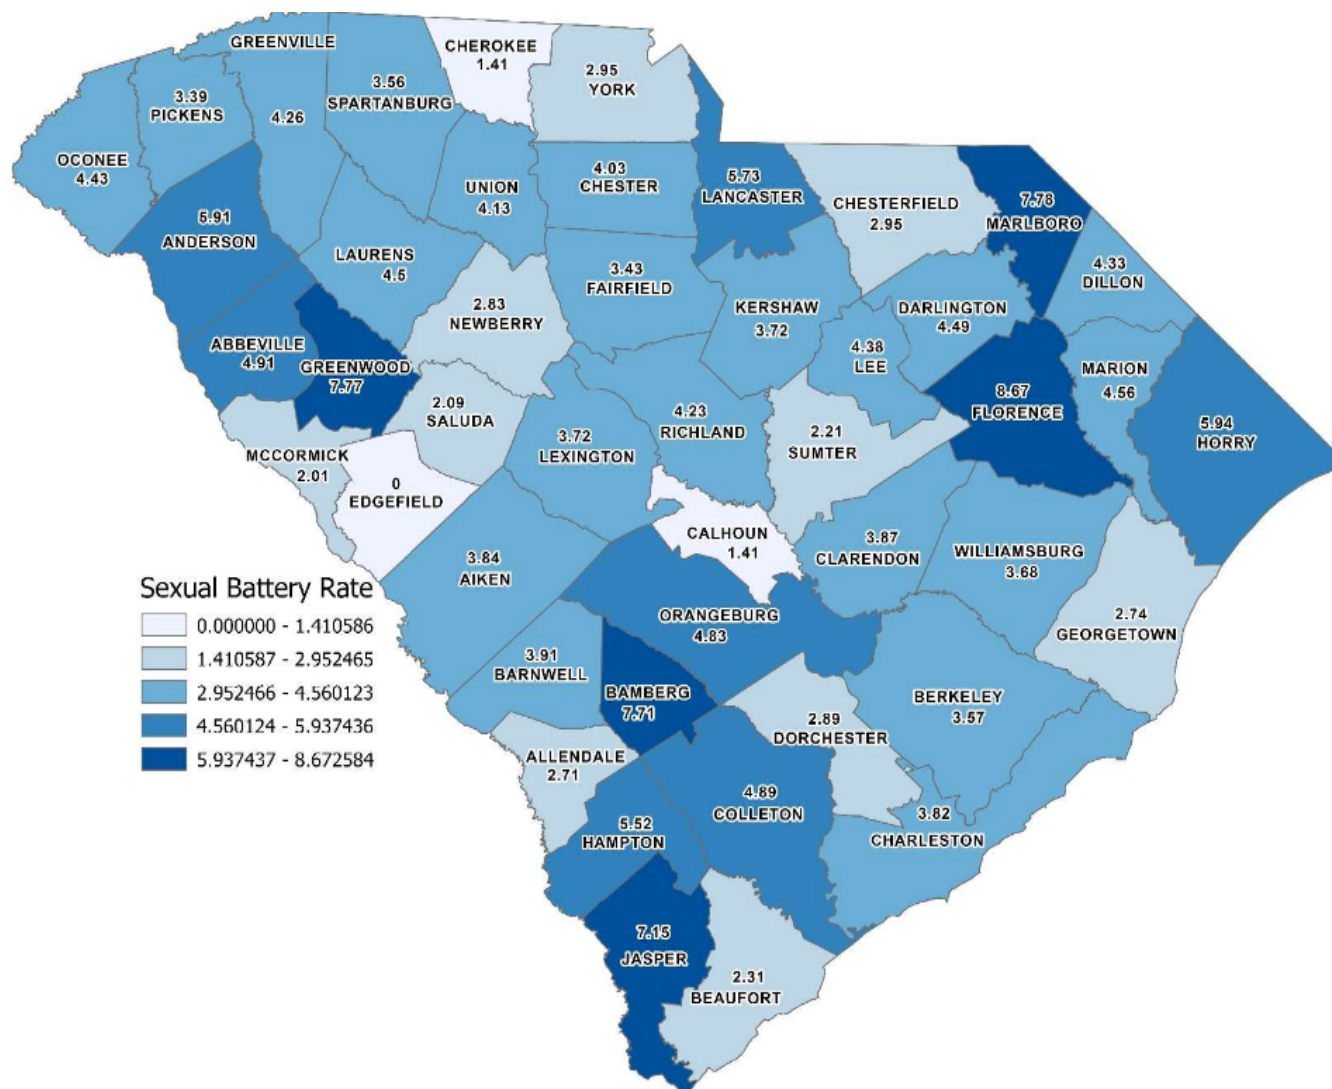 GREENVILLE
4.26
CHEROKEE
1.41
2.95
YORK
3.56
SPARTANBURG
3.39
PICKENS
OCONEE
4.43
4.03
CHESTER
5.73
LANCASTER
UNION
4.13
CHESTERFIELD
2.95
7.78
MARLBORO
5.91
ANDERSON
LAURENS
4.5
3.43
FAIRFIELD
4.33
DILLON
2.83
NEWBERRY
KERSHAW
3.72
DARLINGTON
4.49
ABBEVILLE
4.91
GREENWOOD
7.77
4.38
LEE
MARION
4.56
8.67
FLORENCE
2.09
SALUDA
4.23
RICHLAND
5.94
HORRY
3.72
LEXINGTON
2.21
SUMTER
MCCORMICK
2.01
0
EDGEFIELD
CALHOUN
1.41
3.87
CLARENDON
WILLIAMSBURG
3.68
3.84
AIKEN
ORANGEBURG
4.83
2.74
GEORGETOWN
3.91
BARNWELL
BAMBERG
7.71
BERKELEY
3.57
2.89
DORCHESTER
ALLENDALE
2.71
4.89
COLLETON
3.82
CHARLESTON
5.52
HAMPTON
7.15
JASPER
2.31
BEAUFORT
Sexual Battery Rate
0.000000 - 1.410586
1.410587 - 2.952465
2.952466 - 4.560123
4.560124 - 5.937436
5.937437 - 8.672584